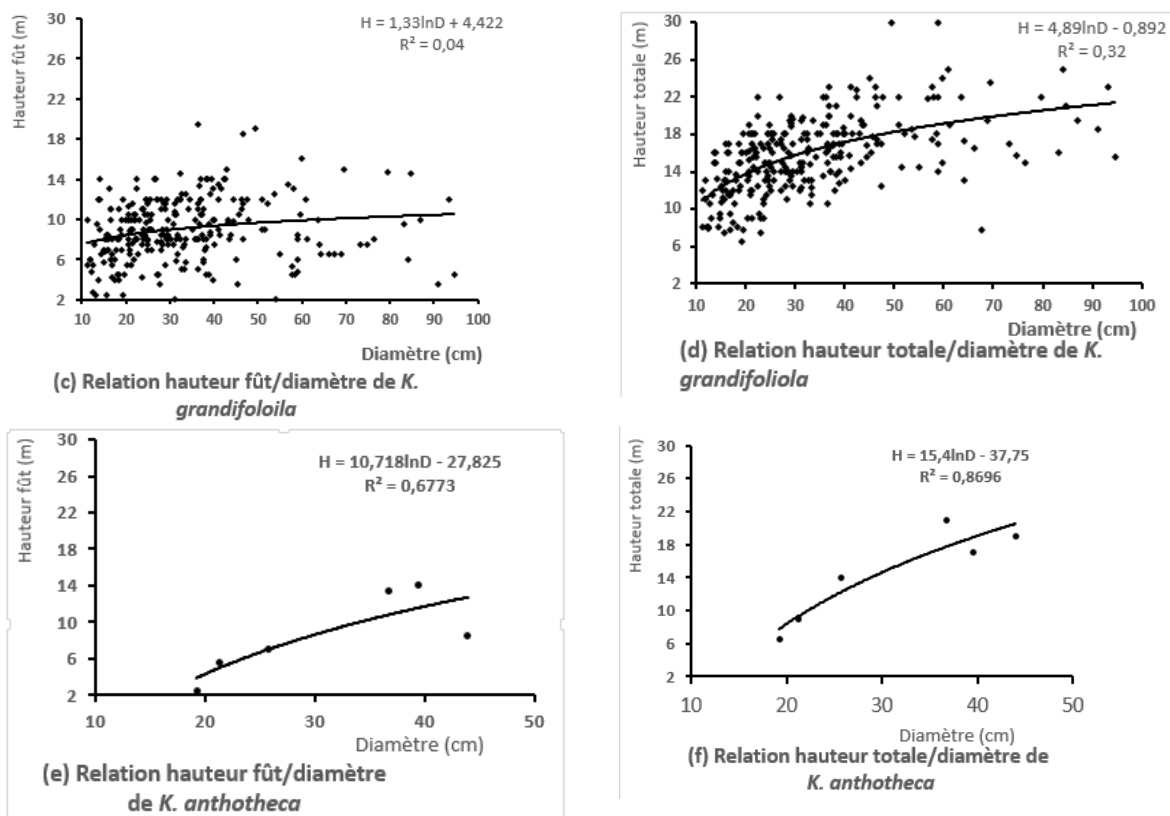 Hauteur fût (m)
30
26
22
18
14
10
6
2
H = 1,33lnD + 4,422
R² = 0,04
10 20 30 40 50 60 70 80 90 100
Diamètre (cm)
(c) Relation hauteur fût/diamètre de K.
grandifoloila
Hauteur totale (m)
30
26
22
18
14
10
6
2
H = 4,89lnD - 0,892
R² = 0,32
10 20 30 40 50 60 70 80 90 100
Diamètre (cm)
(d) Relation hauteur totale/diamètre de K.
grandifoliola
Hauteur fût (m)
30
26
22
18
14
10
6
2
H = 10,718lnD - 27,825
R² = 0,6773
10 20 30 40 50
Diamètre (cm)
(e) Relation hauteur fût/diamètre
de K. anthotheca
Hauteur totale (m)
30
26
22
18
14
10
6
2
H = 15,4lnD - 37,75
R² = 0,8696
10 20 30 40 50
Diamètre (cm)
(f) Relation hauteur totale/diamètre de
K. anthotheca